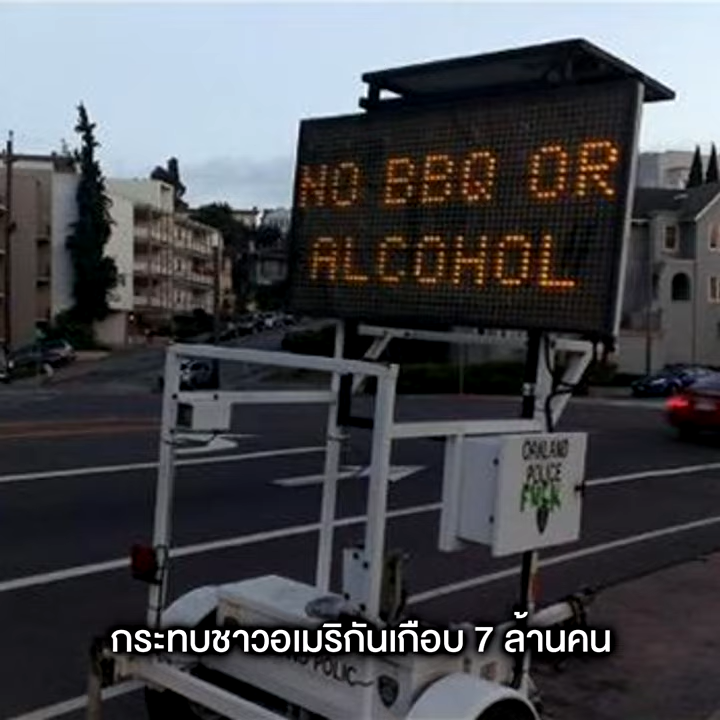 NO BBQ OR
ALCOHOL
OAKLAND
POLICE
FUCK
กระทบชาวอเมริกันเกือบ 7 ล้านคน